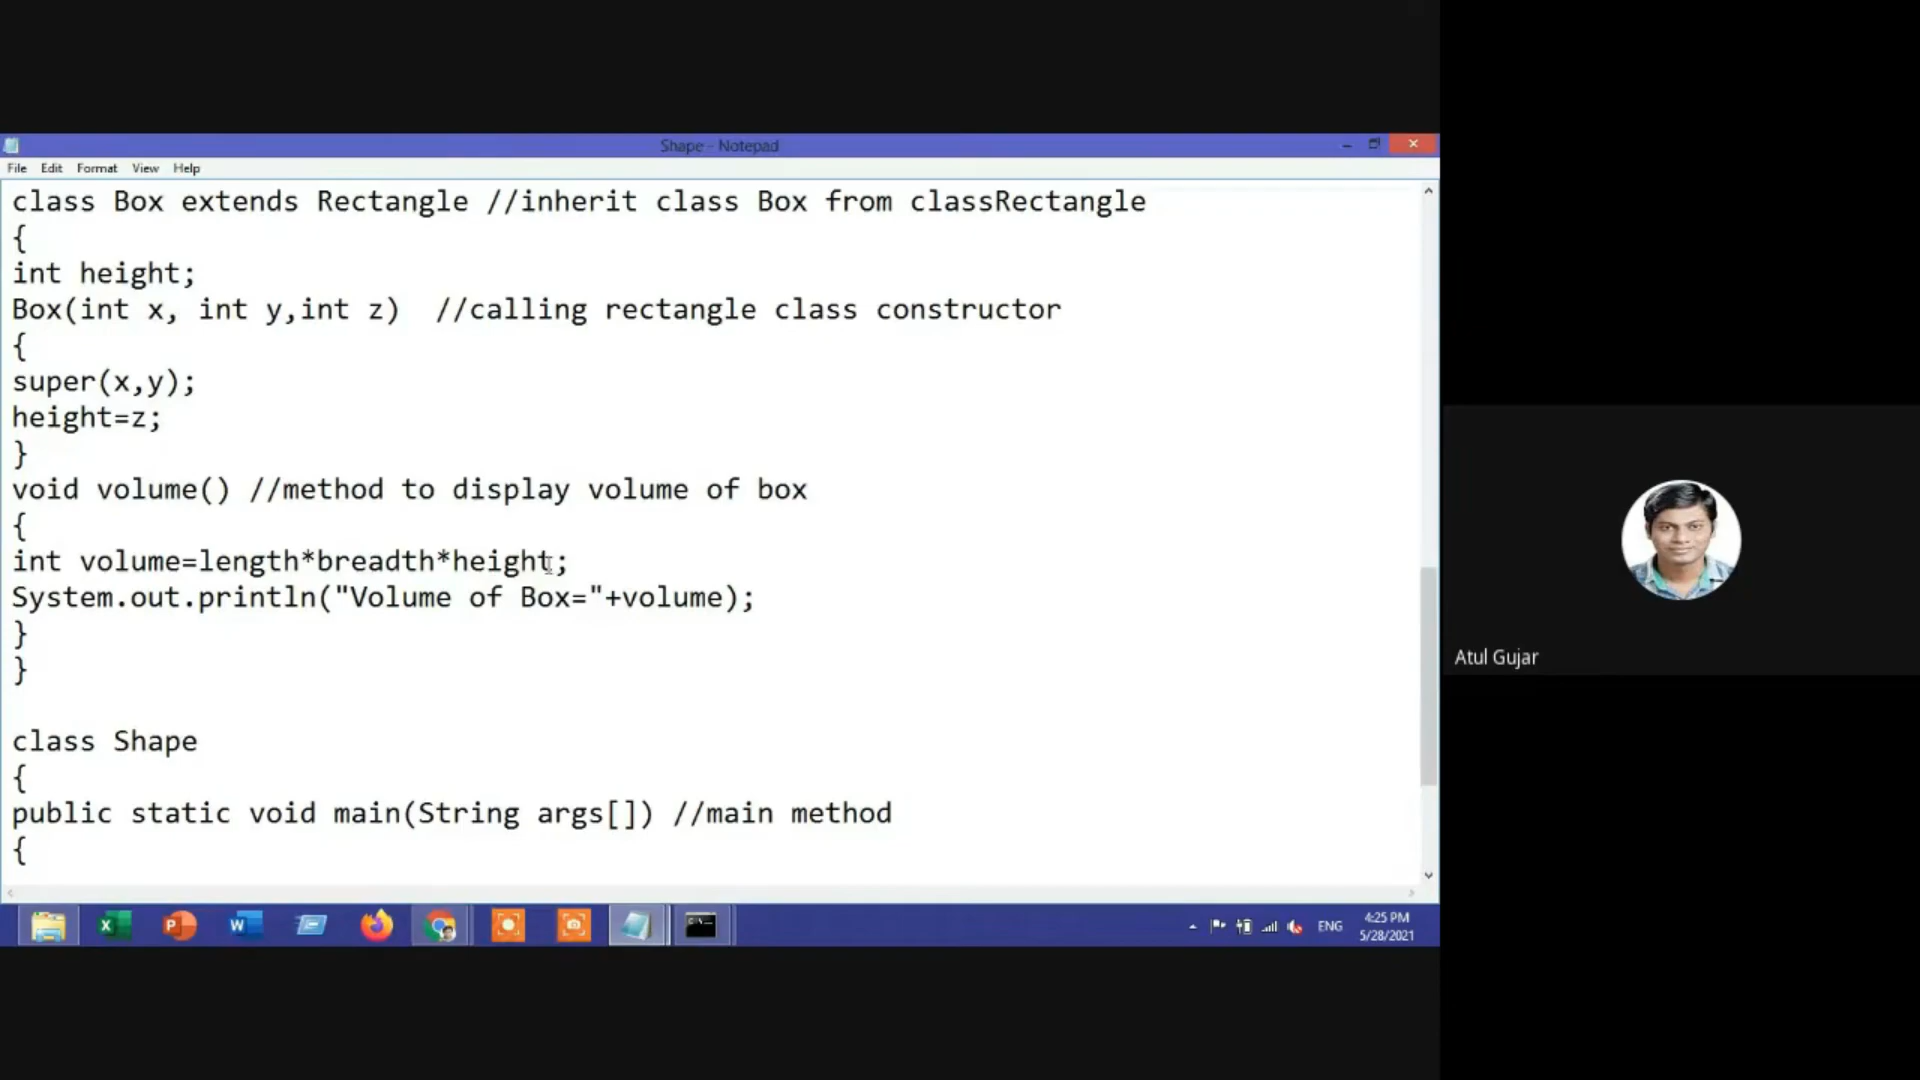 Shape - Notepad
File Edit Format View Help
class Box extends Rectangle //inherit class Box from classRectangle
{
int height;
Box(int x, int y,int z)  //calling rectangle class constructor
{
super(x,y);
height=z;
}
void volume() //method to display volume of box
{
int volume=length*breadth*height;
System.out.println("Volume of Box="+volume);
}
}
class Shape
{
public static void main(String args[]) //main method
{
Atul Gujar
ENG
4:25 PM
5/28/2021